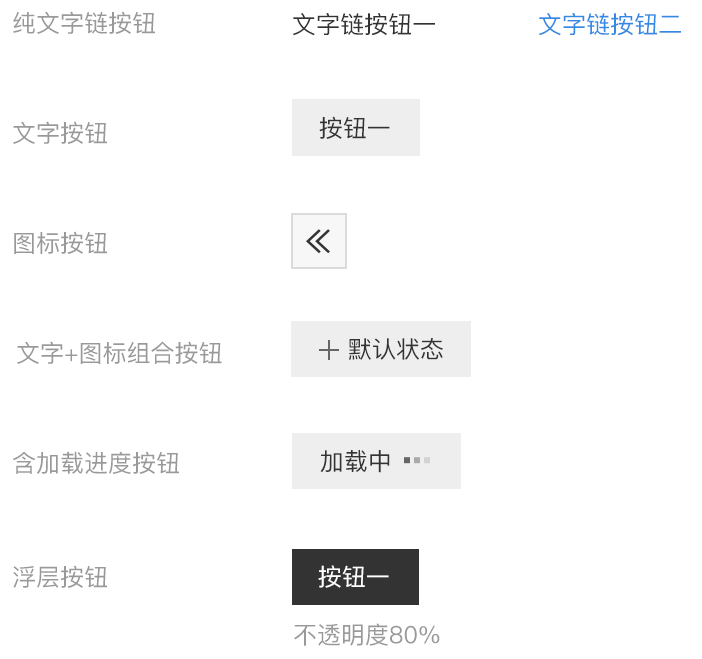 纯文字链按钮 文字链按钮一 文字链按钮二
文字按钮 按钮一
图标按钮
文字+图标组合按钮 默认状态
含加载进度按钮 加载中
浮层按钮 按钮一
不透明度80%